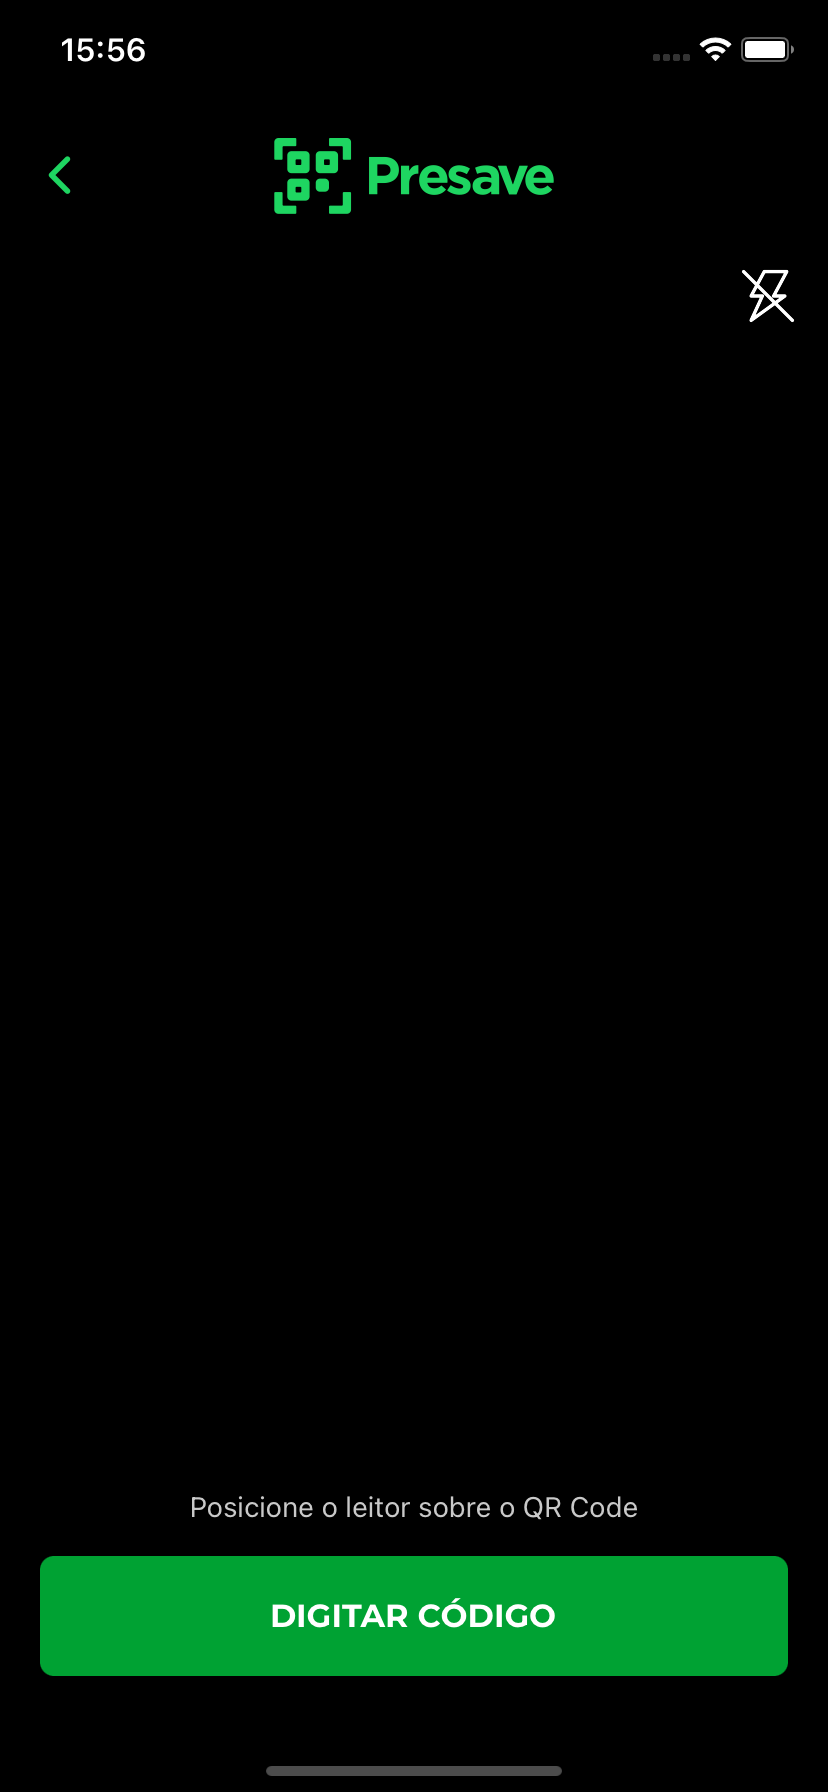 15:56
Presave
Posicione o leitor sobre o QR Code
DIGITAR CÓDIGO